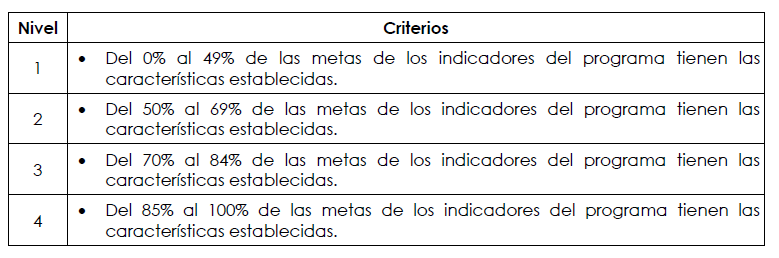 Nivel Criterios
1 • Del 0% al 49% de las metas de los indicadores del programa tienen las
características establecidas.
2 • Del 50% al 69% de las metas de los indicadores del programa tienen las
características establecidas.
3 • Del 70% al 84% de las metas de los indicadores del programa tienen las
características establecidas.
4 • Del 85% al 100% de las metas de los indicadores del programa tienen las
características establecidas.